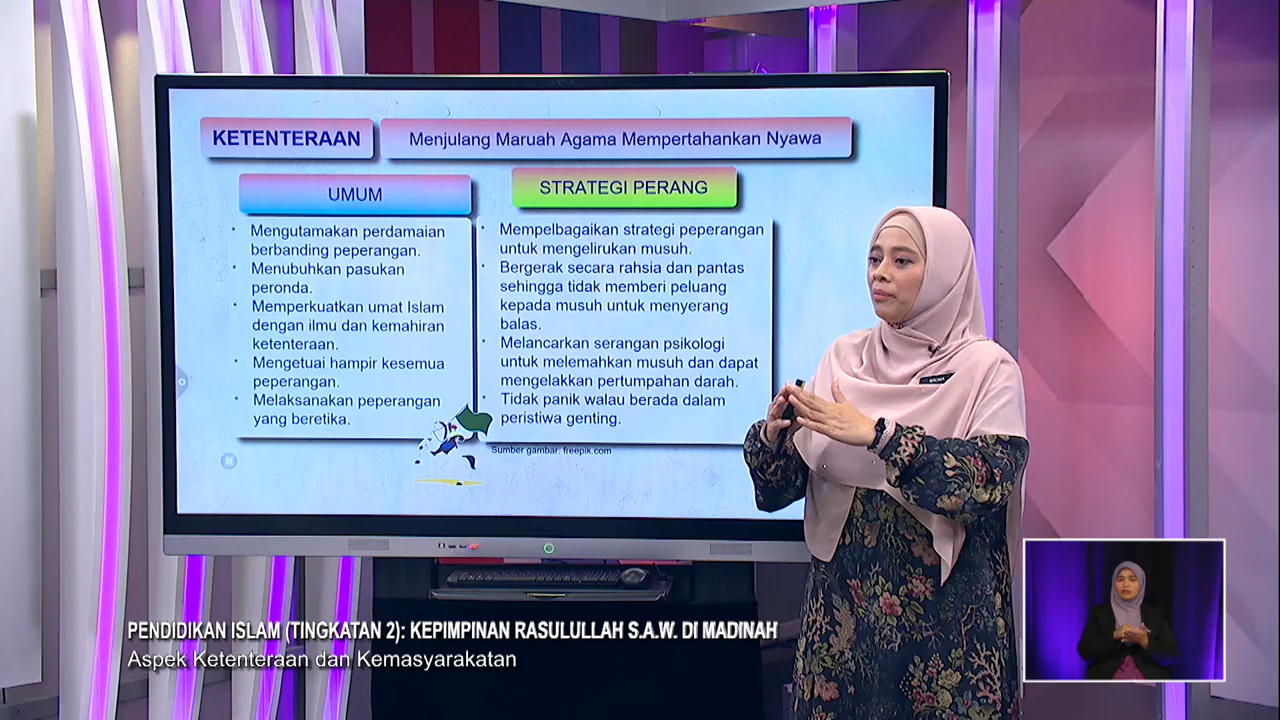 KETENTERAAN
Menjulang Maruah Agama Mempertahankan Nyawa
UMUM
• Mengutamakan perdamaian
berbanding peperangan.
• Menubuhkan pasukan
peronda.
• Memperkuatkan umat Islam
dengan ilmu dan kemahiran
ketenteraan.
• Mengetuai hampir kesemua
peperangan.
• Melaksanakan peperangan
yang beretika.
STRATEGI PERANG
• Mempelbagaikan strategi peperangan
untuk mengelirukan musuh.
• Bergerak secara rahsia dan pantas
sehingga tidak memberi peluang
kepada musuh untuk menyerang
balas.
• Melancarkan serangan psikologi
untuk melemahkan musuh dan dapat
mengelakkan pertumpahan darah.
• Tidak panik walau berada dalam
peristiwa genting.
Sumber gambar: freepik.com
PENDIDIKAN ISLAM (TINGKATAN 2): KEPIMPINAN RASULULLAH S.A.W. DI MADINAH
Aspek Ketenteraan dan Kemasyarakatan